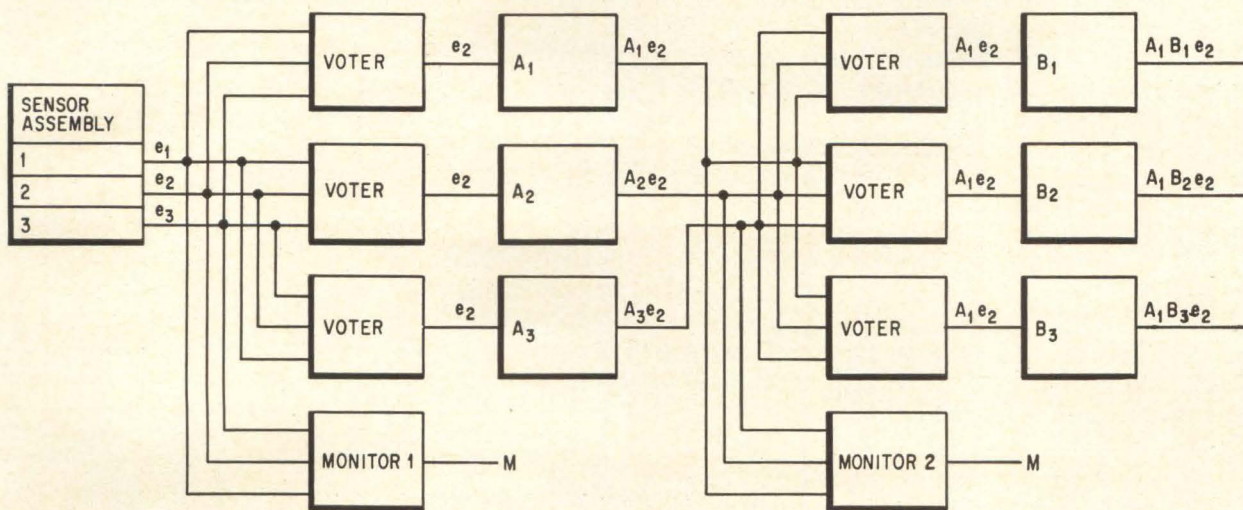 SENSOR
ASSEMBLY
1
2
3
e₁
e₂
e₃
VOTER
e₂
A₁
A₁e₂
VOTER
A₁e₂
B₁
A₁B₁e₂
VOTER
e₂
A₂
A₂e₂
VOTER
A₁e₂
B₂
A₁B₂e₂
VOTER
e₂
A₃
A₃e₂
VOTER
A₁e₂
B₃
A₁B₃e₂
MONITOR 1
M
MONITOR 2
M